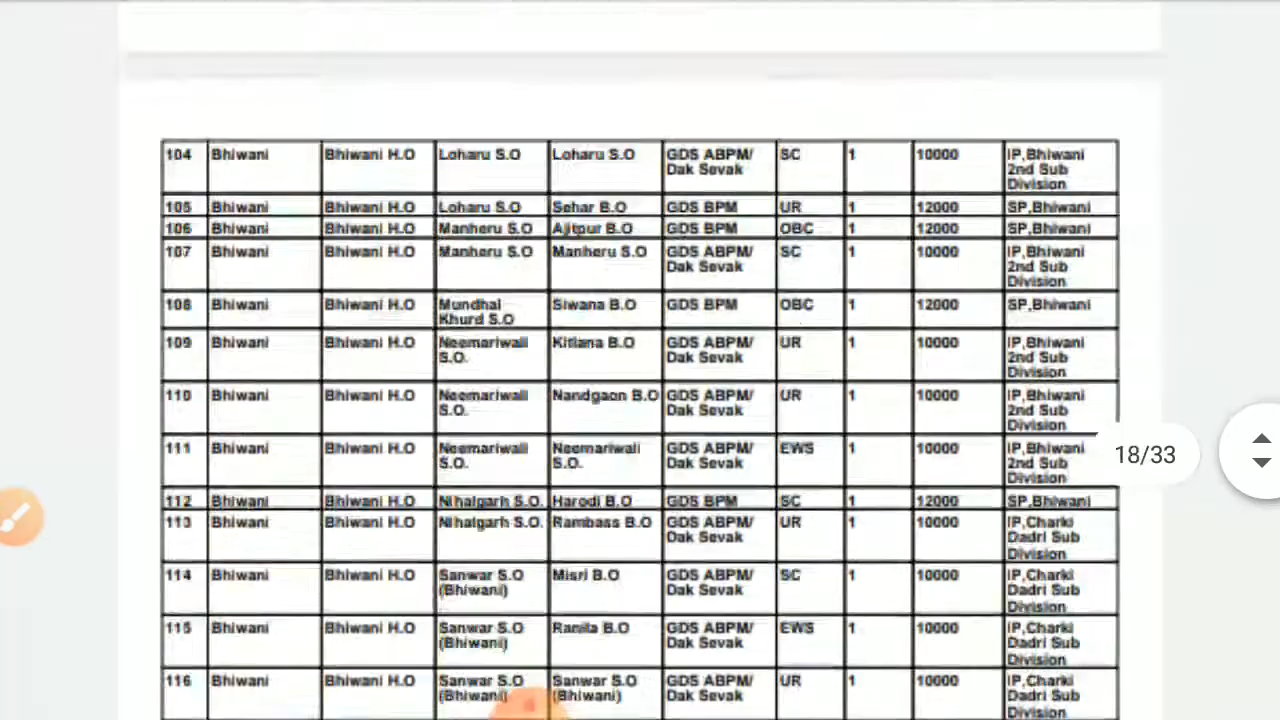 104 Bhiwani Bhiwani H.O Loharu S.O Loharu S.O GDS ABPM/ SC 1 10000 IP,Bhiwani
Dak Sevak 2nd Sub
Division
105 Bhiwani Bhiwani H.O Loharu S.O Sehar B.O GDS BPM UR 1 12000 SP,Bhiwani
106 Bhiwani Bhiwani H.O Manheru S.O Ajitpur B.O GDS BPM OBC 1 12000 SP,Bhiwani
107 Bhiwani Bhiwani H.O Manheru S.O Manheru S.O GDS ABPM/ SC 1 10000 IP,Bhiwani
Dak Sevak 2nd Sub
Division
108 Bhiwani Bhiwani H.O Mundhal Siwana B.O GDS BPM OBC 1 12000 SP,Bhiwani
Khurd S.O
109 Bhiwani Bhiwani H.O Neemariwali Kitlana B.O GDS ABPM/ UR 1 10000 IP,Bhiwani
S.O. Dak Sevak 2nd Sub
Division
110 Bhiwani Bhiwani H.O Neemariwali Nandgaon B.O GDS ABPM/ UR 1 10000 IP,Bhiwani
S.O. Dak Sevak 2nd Sub
Division
111 Bhiwani Bhiwani H.O Neemariwali Neemariwali GDS ABPM/ EWS 1 10000 IP,Bhiwani
S.O. S.O. Dak Sevak 2nd Sub
Division
18/33
112 Bhiwani Bhiwani H.O Nihalgarh S.O. Harodi B.O GDS BPM SC 1 12000 SP,Bhiwani
113 Bhiwani Bhiwani H.O Nihalgarh S.O. Rambass B.O GDS ABPM/ UR 1 10000 IP,Charki
Dak Sevak Dadri Sub
Division
114 Bhiwani Bhiwani H.O Sanwar S.O Misri B.O GDS ABPM/ SC 1 10000 IP,Charki
(Bhiwani) Dak Sevak Dadri Sub
Division
115 Bhiwani Bhiwani H.O Sanwar S.O Ranila B.O GDS ABPM/ EWS 1 10000 IP,Charki
(Bhiwani) Dak Sevak Dadri Sub
Division
116 Bhiwani Bhiwani H.O Sanwar S.O Sanwar S.O GDS ABPM/ UR 1 10000 IP,Charki
(Bhiwani) (Bhiwani) Dak Sevak Dadri Sub
Division